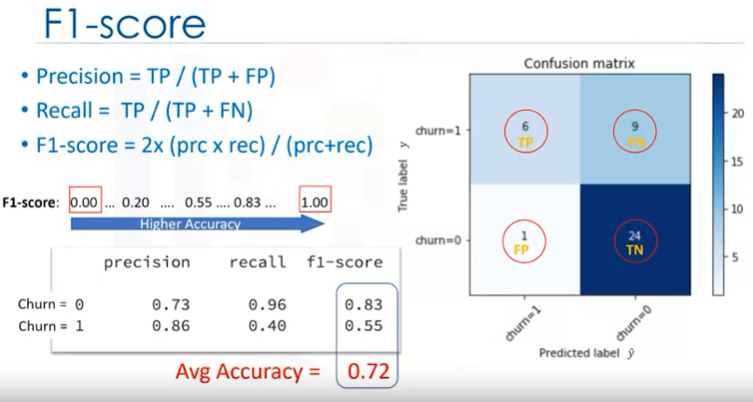 F1-score
• Precision = TP / (TP + FP)
• Recall = TP / (TP + FN)
• F1-score = 2x (prc x rec) / (prc+rec)
F1-score: 0.00 ... 0.20 .... 0.55 .... 0.83 ... 1.00
Higher Accuracy
precision recall f1-score
Churn = 0 0.73 0.96 0.83
Churn = 1 0.86 0.40 0.55
Avg Accuracy = 0.72
Confusion matrix
True label y
churn=1
churn=0
6
TP
9
FN
1
FP
24
TN
churn=1
churn=0
Predicted label ŷ
20
15
10
5